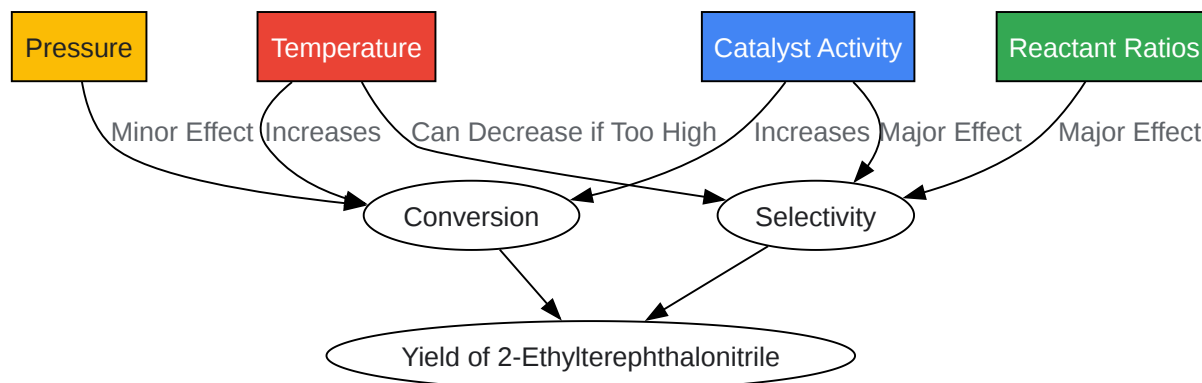 Pressure
Temperature
Catalyst Activity
Reactant Ratios
Minor Effect
Increases
Can Decrease if Too High
Increases
Major Effect
Major Effect
Conversion
Selectivity
Yield of 2-Ethylterephthalonitrile